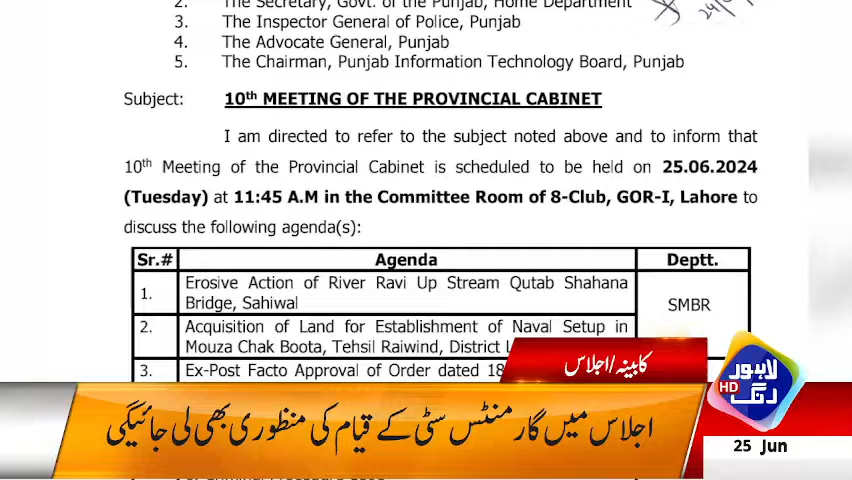 2. The Secretary, Govt. of the Punjab, Home Department
3. The Inspector General of Police, Punjab
4. The Advocate General, Punjab
5. The Chairman, Punjab Information Technology Board, Punjab
Subject: 10th MEETING OF THE PROVINCIAL CABINET
I am directed to refer to the subject noted above and to inform that
10th Meeting of the Provincial Cabinet is scheduled to be held on 25.06.2024
(Tuesday) at 11:45 A.M in the Committee Room of 8-Club, GOR-I, Lahore to
discuss the following agenda(s):
Sr.# Agenda Deptt.
1. Erosive Action of River Ravi Up Stream Qutab Shahana
Bridge, Sahiwal
SMBR
2. Acquisition of Land for Establishment of Naval Setup in
Mouza Chak Boota, Tehsil Raiwind, District
3. Ex-Post Facto Approval of Order dated 18
کابینہ/اجلاس
اجلاس میں گارمنٹس سٹی کے قیام کی منظوری بھی لی جائیگی
لاہور
HD رنگ
25 Jun